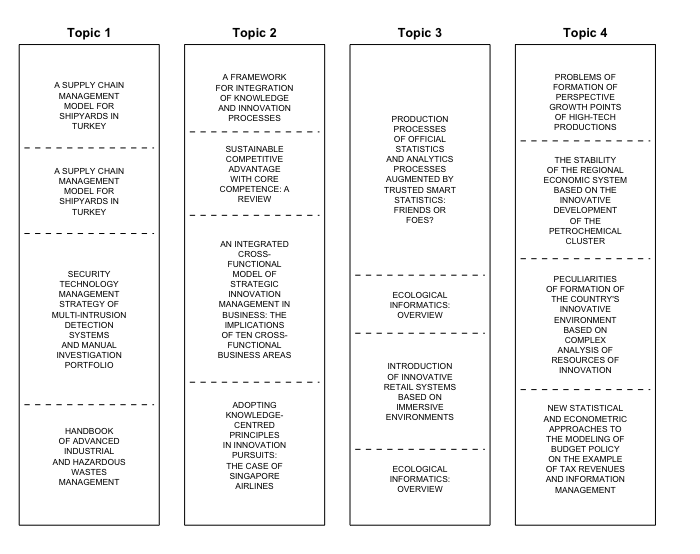 Topic 1
A SUPPLY CHAIN
MANAGEMENT
MODEL FOR
SHIPYARDS IN
TURKEY
A SUPPLY CHAIN
MANAGEMENT
MODEL FOR
SHIPYARDS IN
TURKEY
SECURITY
TECHNOLOGY
MANAGEMENT
STRATEGY OF
MULTI-INTRUSION
DETECTION
SYSTEMS
AND MANUAL
INVESTIGATION
PORTFOLIO
HANDBOOK
OF ADVANCED
INDUSTRIAL
AND HAZARDOUS
WASTES
MANAGEMENT
Topic 2
A FRAMEWORK
FOR INTEGRATION
OF KNOWLEDGE
AND INNOVATION
PROCESSES
SUSTAINABLE
COMPETITIVE
ADVANTAGE
WITH CORE
COMPETENCE: A
REVIEW
AN INTEGRATED
CROSS-
FUNCTIONAL
MODEL OF
STRATEGIC
INNOVATION
MANAGEMENT IN
BUSINESS: THE
IMPLICATIONS
OF TEN CROSS-
FUNCTIONAL
BUSINESS AREAS
ADOPTING
KNOWLEDGE-
CENTRED
PRINCIPLES
IN INNOVATION
PURSUITS:
THE CASE OF
SINGAPORE
AIRLINES
Topic 3
PRODUCTION
PROCESSES
OF OFFICIAL
STATISTICS
AND ANALYTICS
PROCESSES
AUGMENTED BY
TRUSTED SMART
STATISTICS:
FRIENDS OR
FOES?
ECOLOGICAL
INFORMATICS:
OVERVIEW
INTRODUCTION
OF INNOVATIVE
RETAIL SYSTEMS
BASED ON
IMMERSIVE
ENVIRONMENTS
ECOLOGICAL
INFORMATICS:
OVERVIEW
Topic 4
PROBLEMS OF
FORMATION OF
PERSPECTIVE
GROWTH POINTS
OF HIGH-TECH
PRODUCTIONS
THE STABILITY
OF THE REGIONAL
ECONOMIC SYSTEM
BASED ON THE
INNOVATIVE
DEVELOPMENT
OF THE
PETROCHEMICAL
CLUSTER
PECULIARITIES
OF FORMATION OF
THE COUNTRY'S
INNOVATIVE
ENVIRONMENT
BASED ON
COMPLEX
ANALYSIS OF
RESOURCES OF
INNOVATION
NEW STATISTICAL
AND ECONOMETRIC
APPROACHES TO
THE MODELING OF
BUDGET POLICY
ON THE EXAMPLE
OF TAX REVENUES
AND INFORMATION
MANAGEMENT